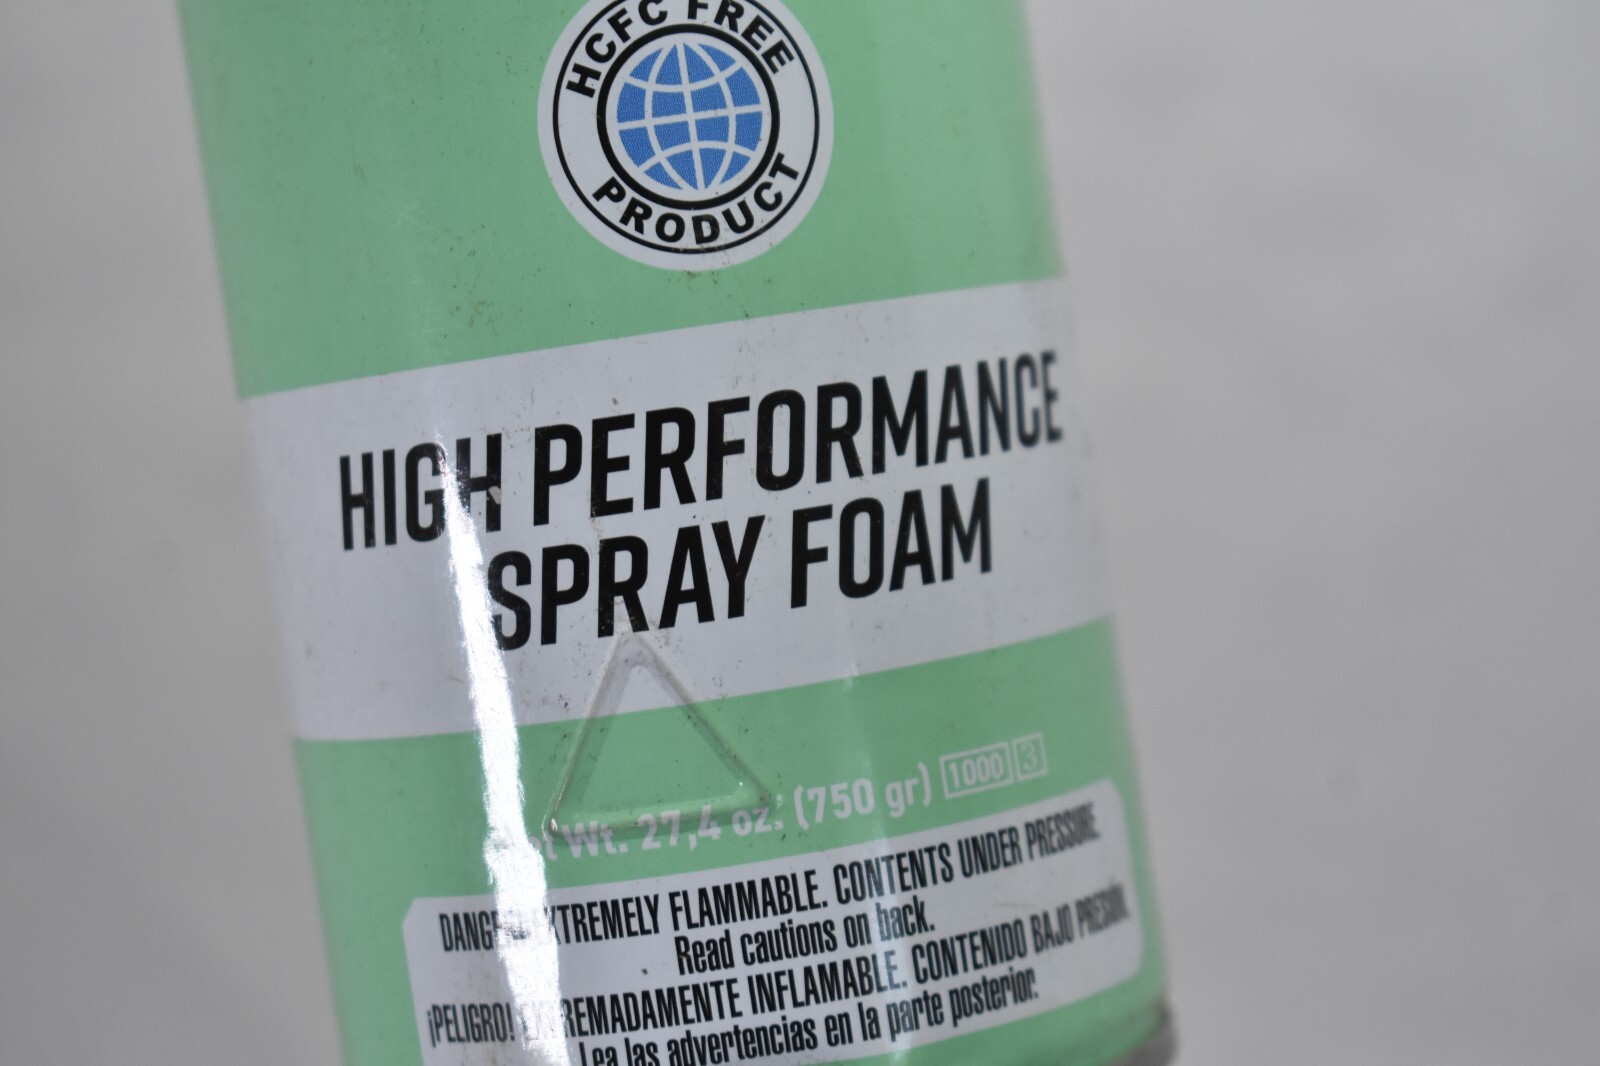 HCFC FREE
PRODUCT
HIGH PERFORMANCE
SPRAY FOAM
Wt. 27,4 oz. (750 gr) 1000 3
EXTREMELY FLAMMABLE. CONTENTS UNDER PRESSURE.
Read cautions on back.
¡PELIGRO! EXTREMADAMENTE INFLAMABLE. CONTENIDO BAJO PRESIÓN.
Lea las advertencias en la parte posterior.